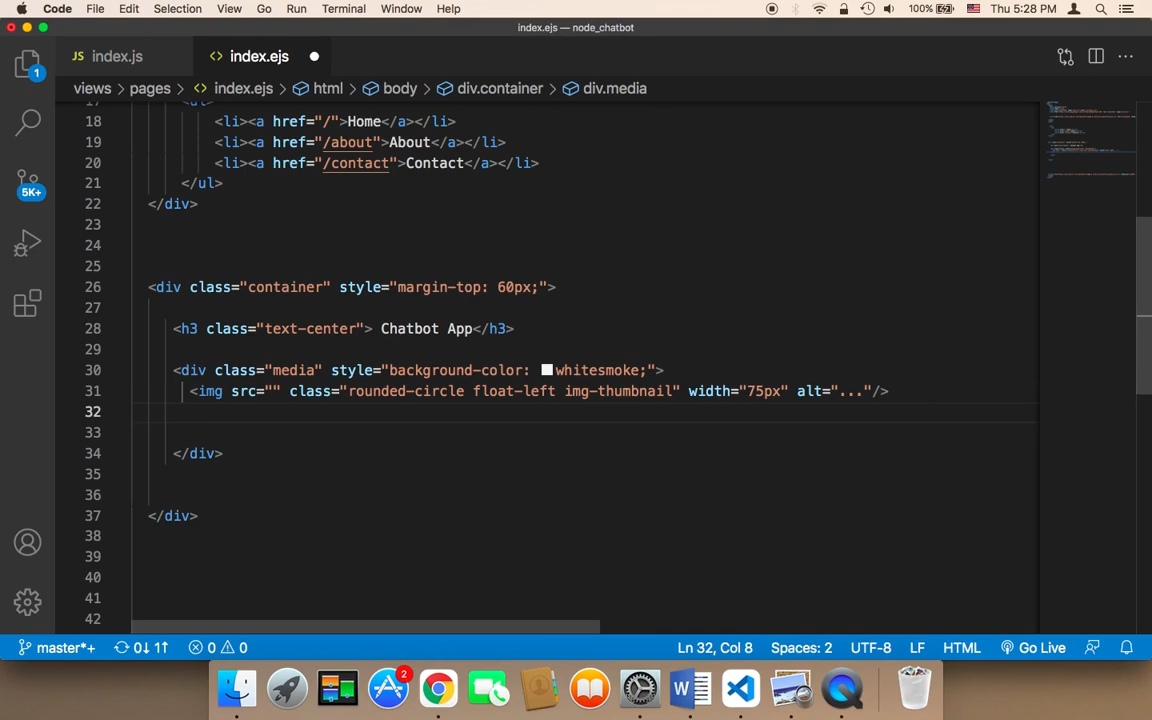 Code File Edit Selection View Go Run Terminal Window Help 100% Thu 5:28 PM
index.ejs — node_chatbot
JS index.js <> index.ejs
1
views > pages > <> index.ejs > html > body > div.container > div.media
17 <ul>
18 <li><a href="/">Home</a></li>
19 <li><a href="/about">About</a></li>
20 <li><a href="/contact">Contact</a></li>
21 </ul>
5K+
22 </div>
23
24
25
26 <div class="container" style="margin-top: 60px;">
27
28 <h3 class="text-center"> Chatbot App</h3>
29
30 <div class="media" style="background-color: whitesmoke;">
31 <img src="" class="rounded-circle float-left img-thumbnail" width="75px" alt="..."/>
32
33
34 </div>
35
36
37 </div>
38
39
40
41
42
master*+ 0↓ 1↑ 0 0 Ln 32, Col 8 Spaces: 2 UTF-8 LF HTML Go Live
2